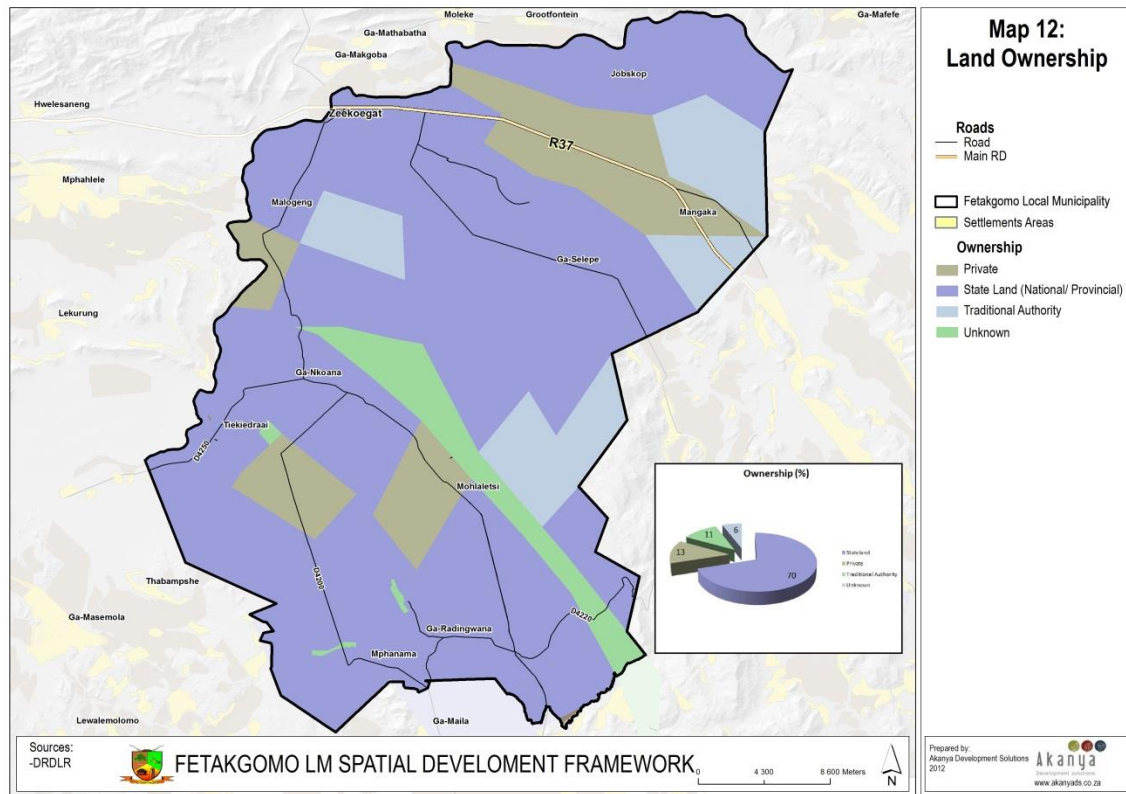 Moleke
Grootfontein
Ga-Mafefe
Ga-Mathabatha
Ga-Makgoba
Jobskop
Hwelesaneng
Zeekoegat
R37
Mphahlele
Malogeng
Mangaka
Ga-Selepe
Lekurung
Ga-Nkoana
Tiekiedraai
D4250
Mohlaletsi
D4200
Thabampshe
Ga-Masemola
D4220
Ga-Radingwana
Mphanama
Lewalemolomo
Ga-Maila
Ownership (%)
6
11
13
70
Stateland
Private
Traditional Authority
Unknown
Map 12:
Land Ownership
Roads
Road
Main RD
Fetakgomo Local Municipality
Settlements Areas
Ownership
Private
State Land (National/ Provincial)
Traditional Authority
Unknown
Sources:
-DRDLR
FETAKGOMO LM SPATIAL DEVELOMENT FRAMEWORK
0 4 300 8 600 Meters
N
Prepared by:
Akanya Development Solutions
2012
Akanya
Development solutions
www.akanyads.co.za